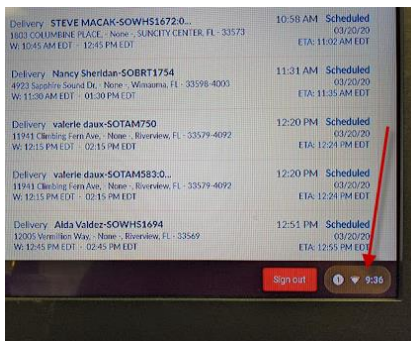 Delivery STEVE MACAK-SOWHS1672:0... 10:58 AM Scheduled
1803 COLUMBINE PLACE, - None -, SUNCITY CENTER, FL - 33573 03/20/20
W: 10:45 AM EDT - 12:45 PM EDT ETA: 11:02 AM EDT
Delivery Nancy Sheridan-SOBRT1754 11:31 AM Scheduled
4923 Sapphire Sound Dr, - None -, Wimauma, FL - 33598-4003 03/20/20
W: 11:30 AM EDT - 01:30 PM EDT ETA: 11:35 AM EDT
Delivery valerie daux-SOTAM750 12:20 PM Scheduled
11941 Climbing Fern Ave, - None -, Riverview, FL - 33579-4092 03/20/20
W: 12:15 PM EDT - 02:15 PM EDT ETA: 12:24 PM EDT
Delivery valerie daux-SOTAM583:0... 12:20 PM Scheduled
11941 Climbing Fern Ave, - None -, Riverview, FL - 33579-4092 03/20/20
W: 12:15 PM EDT - 02:15 PM EDT ETA: 12:24 PM EDT
Delivery Alda Valdez-SOWHS1694 12:51 PM Scheduled
12005 Vermillion Way, - None -, Riverview, FL - 33569 03/20/20
W: 12:45 PM EDT - 02:45 PM EDT ETA: 12:55 PM EDT
Sign out 1 9:36